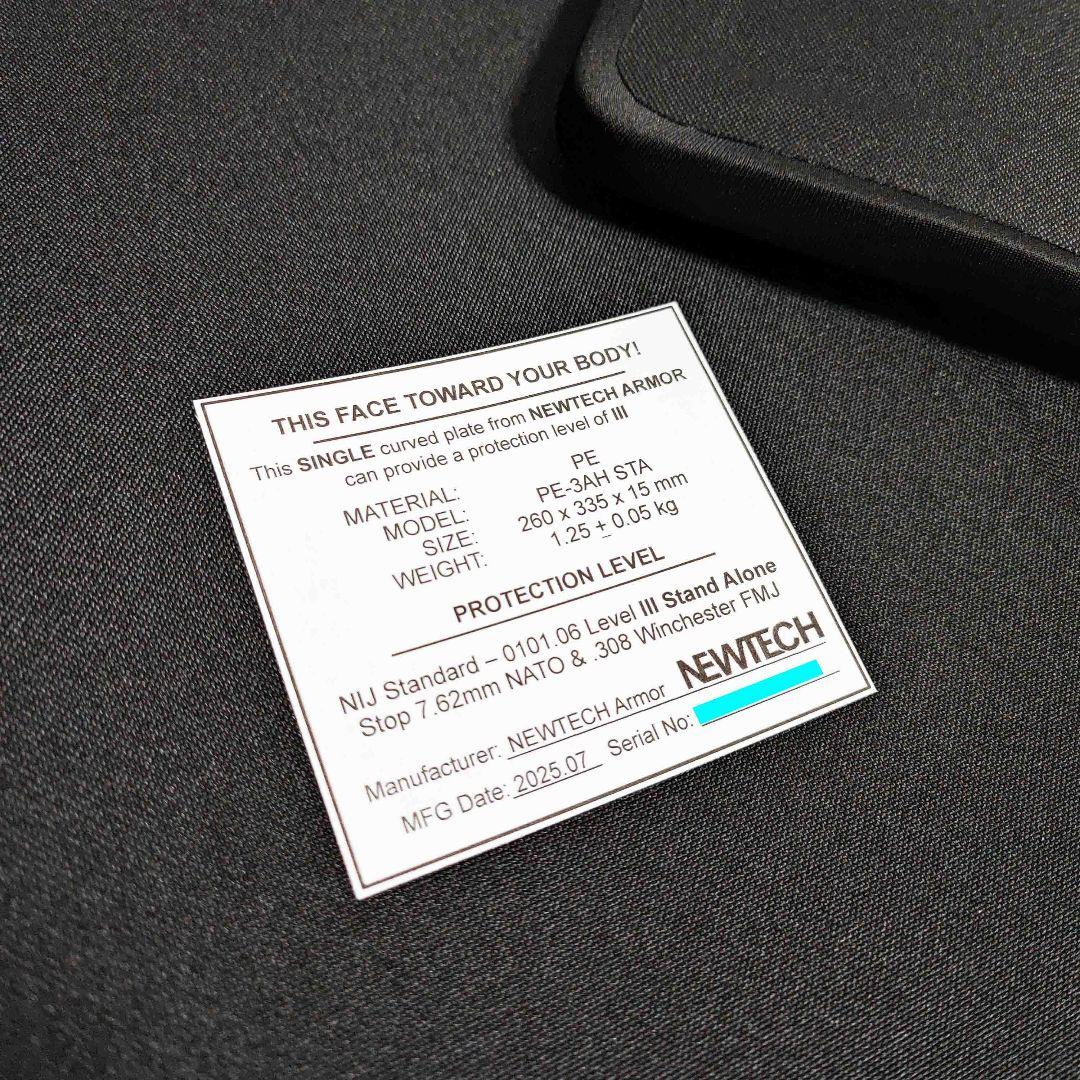 THIS FACE TOWARD YOUR BODY!
This SINGLE curved plate from NEWTECH ARMOR
can provide a protection level of III
MATERIAL: PE
MODEL: PE-3AH STA
SIZE: 260 x 335 x 15 mm
WEIGHT: 1.25 ± 0.05 kg
PROTECTION LEVEL
NIJ Standard – 0101.06 Level III Stand Alone
Stop 7.62mm NATO & .308 Winchester FMJ
Manufacturer: NEWTECH Armor NEWTECH
MFG Date: 2025.07 Serial No: